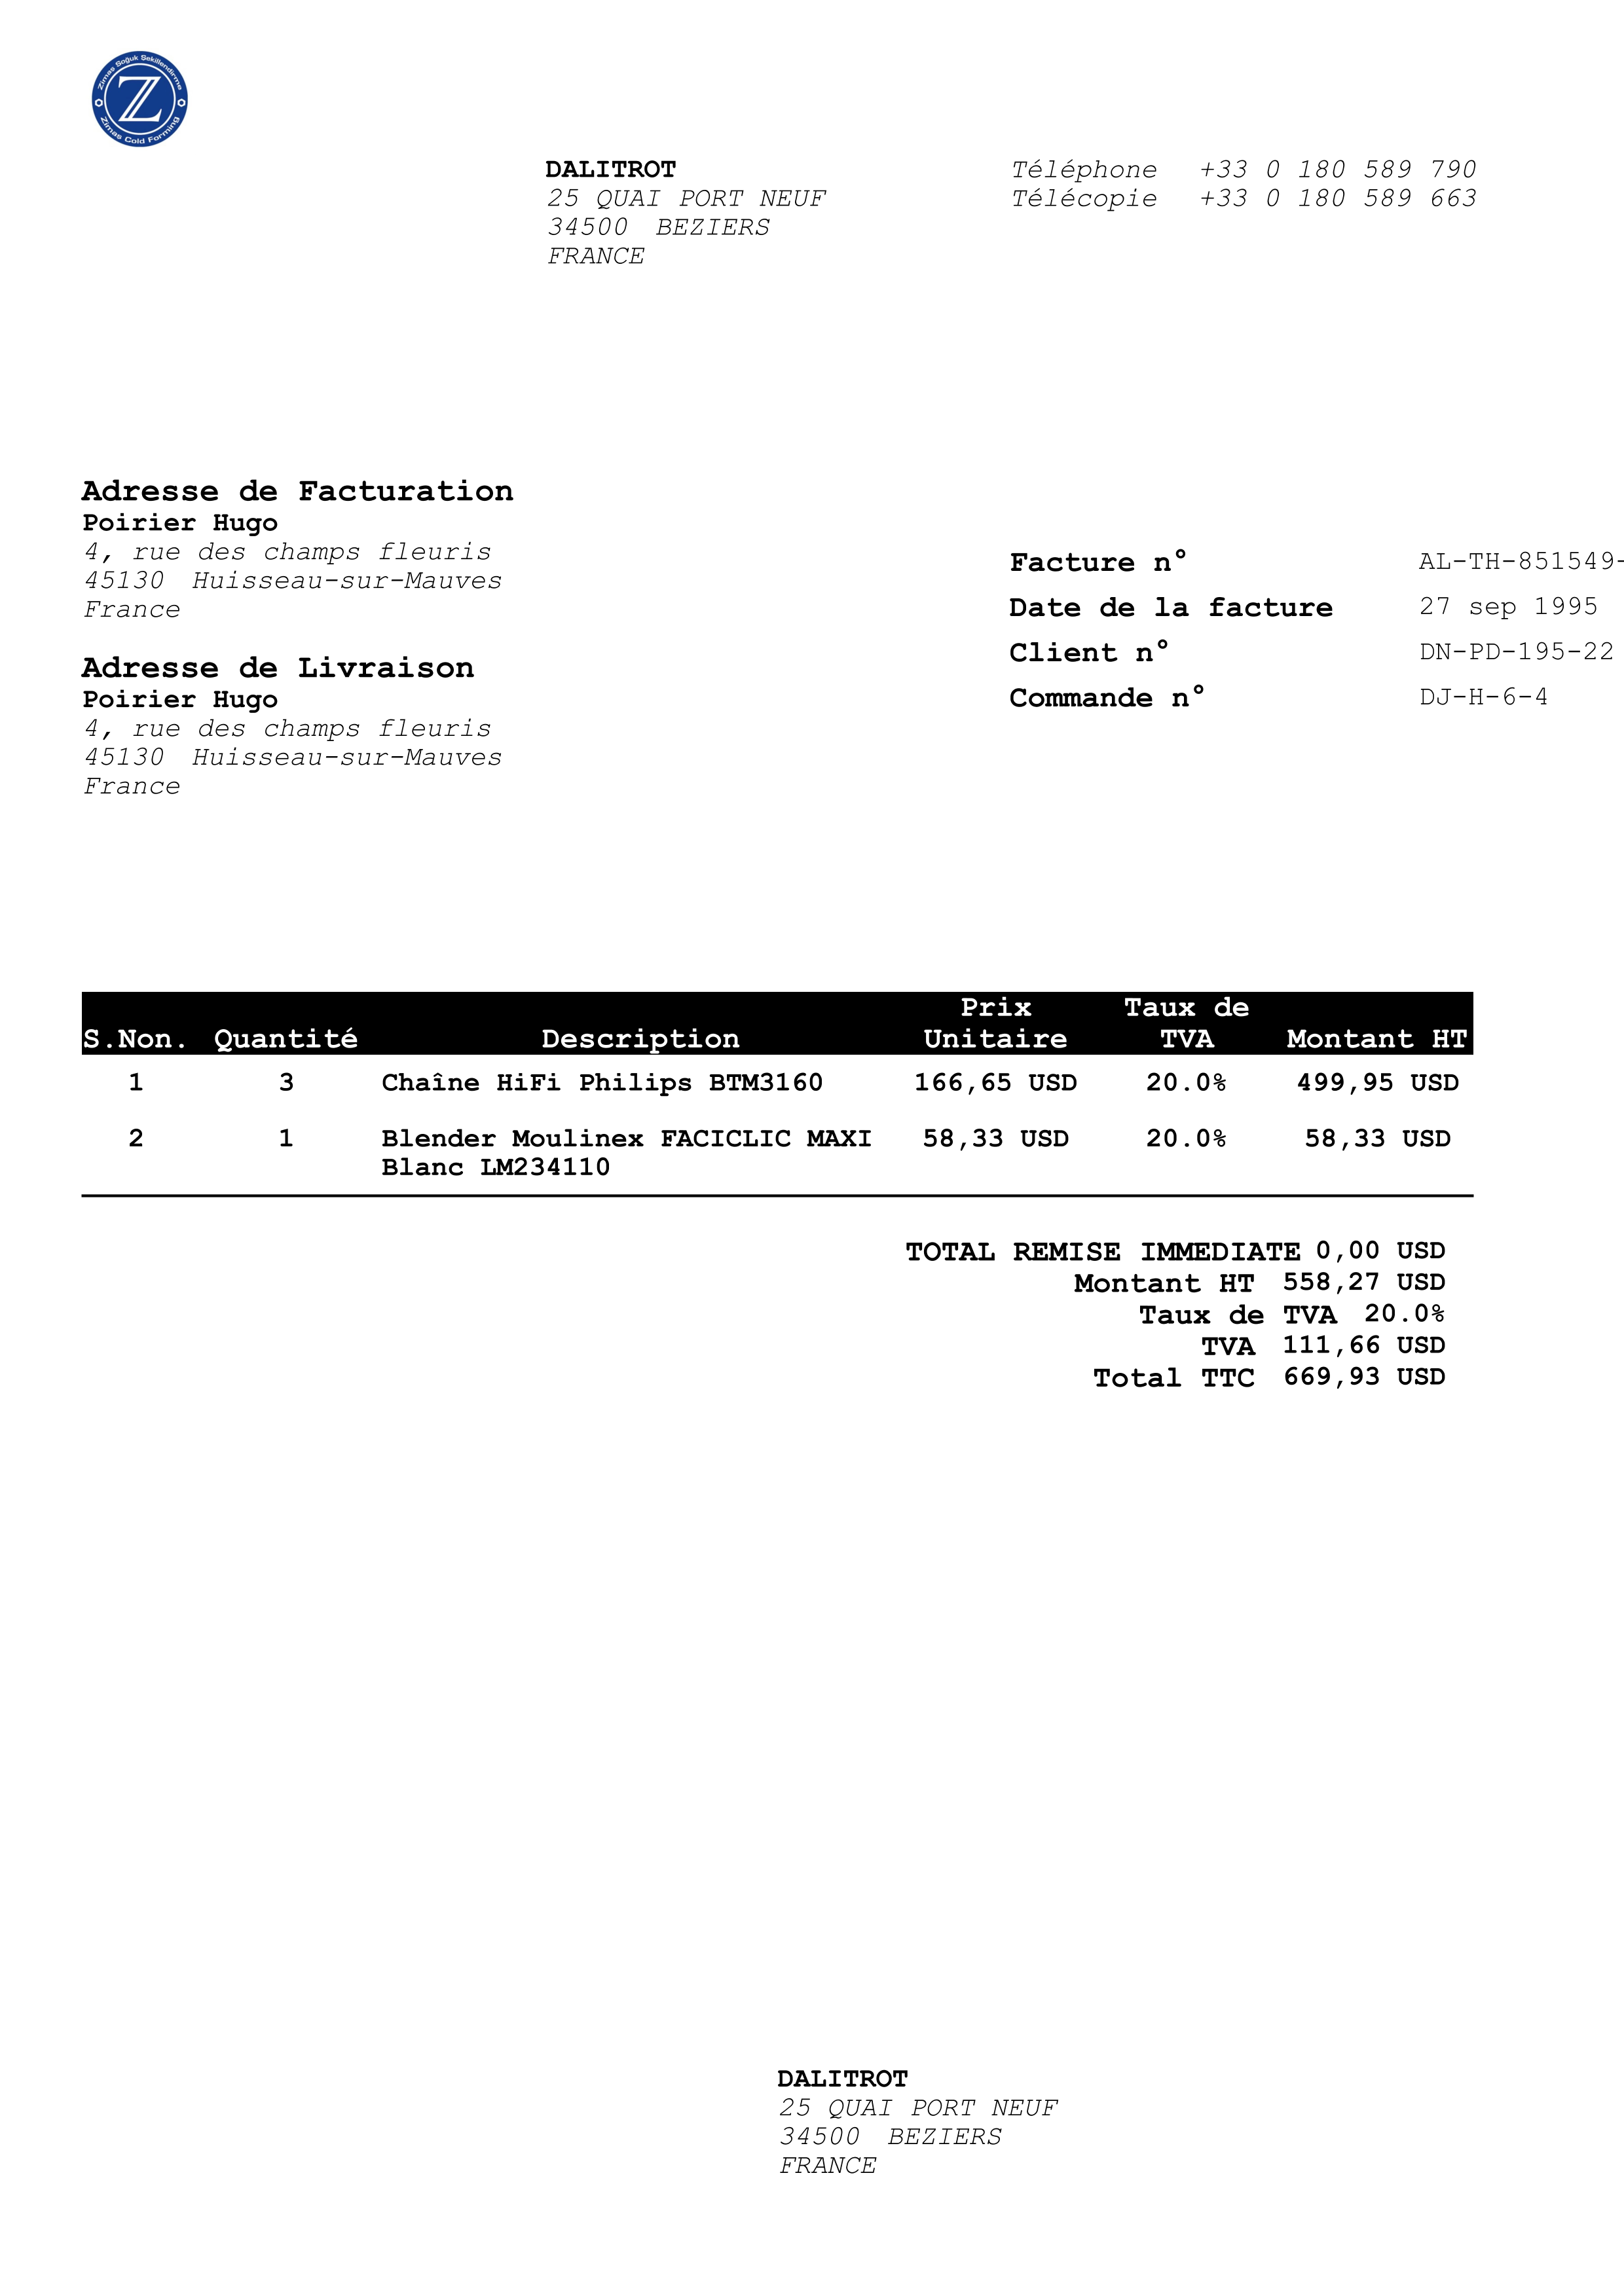 Zimas Soğuk Şekillendirme
Z
Zimas Cold Forming
DALITROT
25 QUAI PORT NEUF
34500 BEZIERS
FRANCE
Téléphone +33 0 180 589 790
Télécopie +33 0 180 589 663
Adresse de Facturation
Poirier Hugo
4, rue des champs fleuris
45130 Huisseau-sur-Mauves
France
Adresse de Livraison
Poirier Hugo
4, rue des champs fleuris
45130 Huisseau-sur-Mauves
France
Facture n° AL-TH-851549-
Date de la facture 27 sep 1995
Client n° DN-PD-195-22
Commande n° DJ-H-6-4
S.Non. Quantité Description Prix Unitaire Taux de TVA Montant HT
1 3 Chaîne HiFi Philips BTM3160 166,65 USD 20.0% 499,95 USD
2 1 Blender Moulinex FACICLIC MAXI 58,33 USD 20.0% 58,33 USD
Blanc LM234110
TOTAL REMISE IMMEDIATE 0,00 USD
Montant HT 558,27 USD
Taux de TVA 20.0%
TVA 111,66 USD
Total TTC 669,93 USD
DALITROT
25 QUAI PORT NEUF
34500 BEZIERS
FRANCE